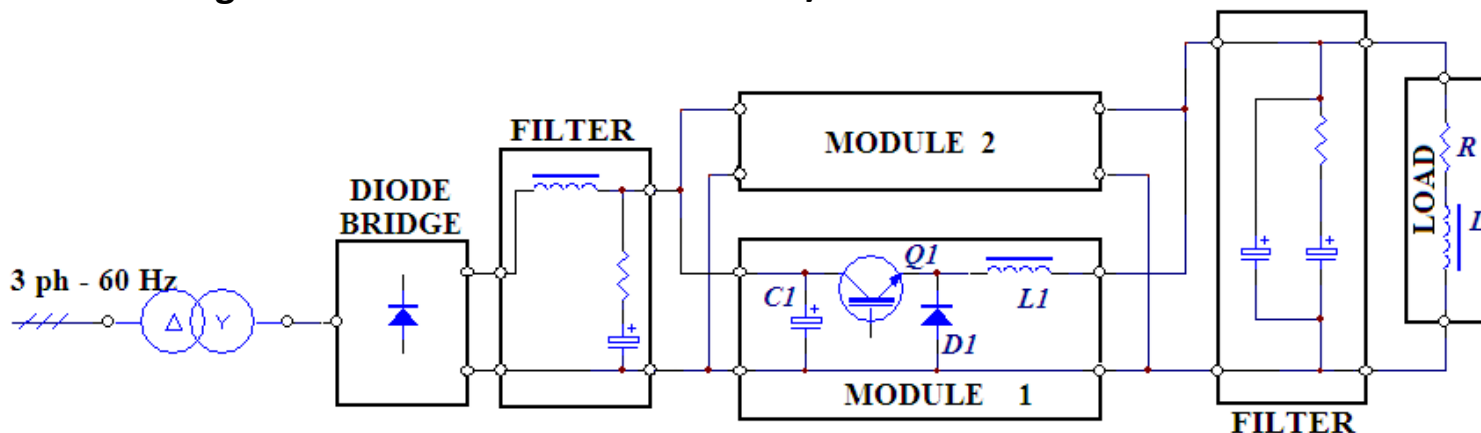 FILTER
MODULE 2
DIODE
BRIDGE
LOAD
R
3 ph - 60 Hz
Δ Y
C1
Q1
L1
D1
MODULE 1
FILTER